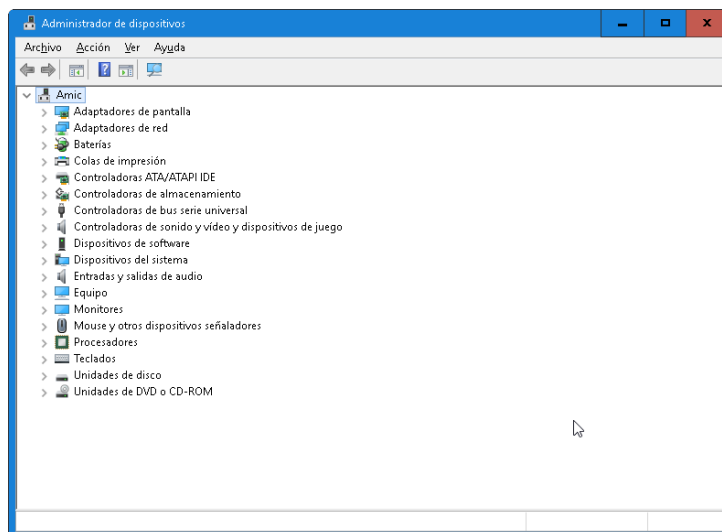 Administrador de dispositivos
Archivo Acción Ver Ayuda
Amic
Adaptadores de pantalla
Adaptadores de red
Baterías
Colas de impresión
Controladoras ATA/ATAPI IDE
Controladoras de almacenamiento
Controladoras de bus serie universal
Controladoras de sonido y vídeo y dispositivos de juego
Dispositivos de software
Dispositivos del sistema
Entradas y salidas de audio
Equipo
Monitores
Mouse y otros dispositivos señaladores
Procesadores
Teclados
Unidades de disco
Unidades de DVD o CD-ROM